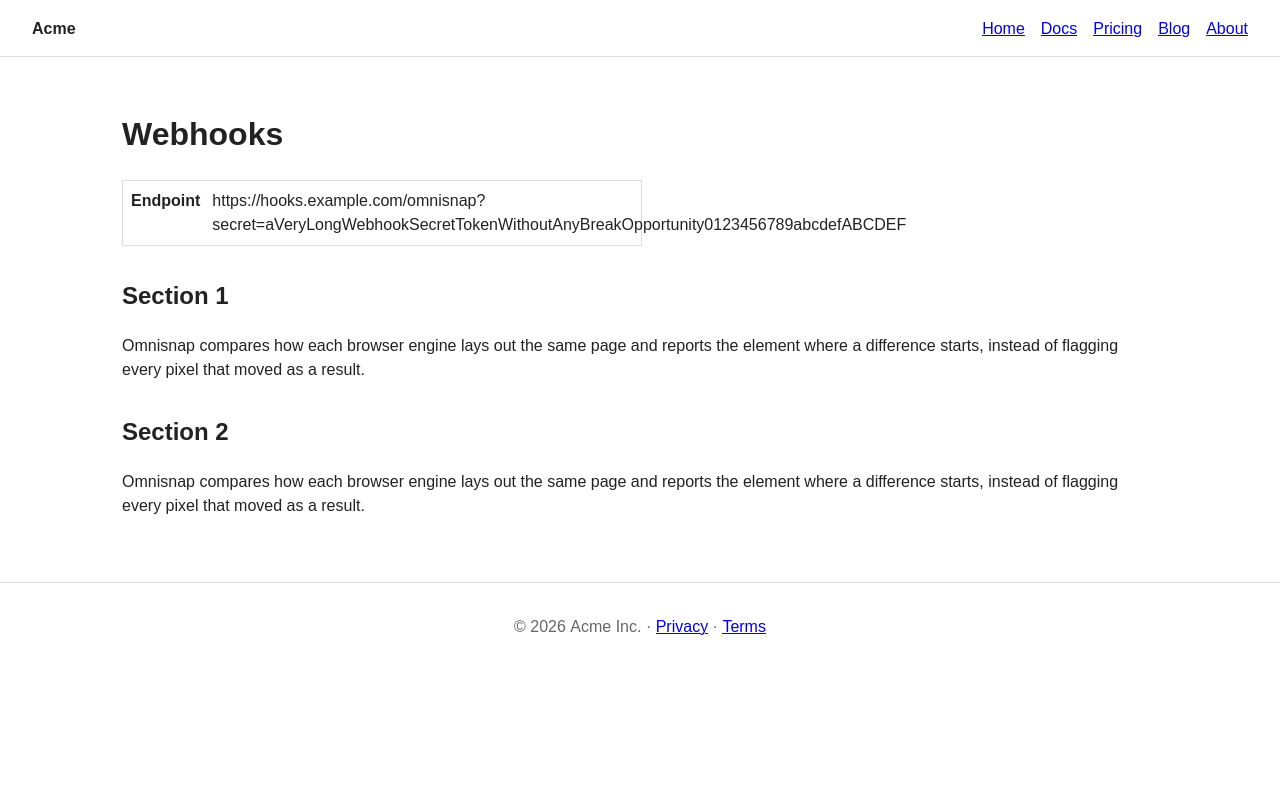 Acme
Home Docs Pricing Blog About
Webhooks
Endpoint https://hooks.example.com/omnisnap?
secret=aVeryLongWebhookSecretTokenWithoutAnyBreakOpportunity0123456789abcdefABCDEF
Section 1
Omnisnap compares how each browser engine lays out the same page and reports the element where a difference starts, instead of flagging
every pixel that moved as a result.
Section 2
Omnisnap compares how each browser engine lays out the same page and reports the element where a difference starts, instead of flagging
every pixel that moved as a result.
© 2026 Acme Inc. · Privacy · Terms